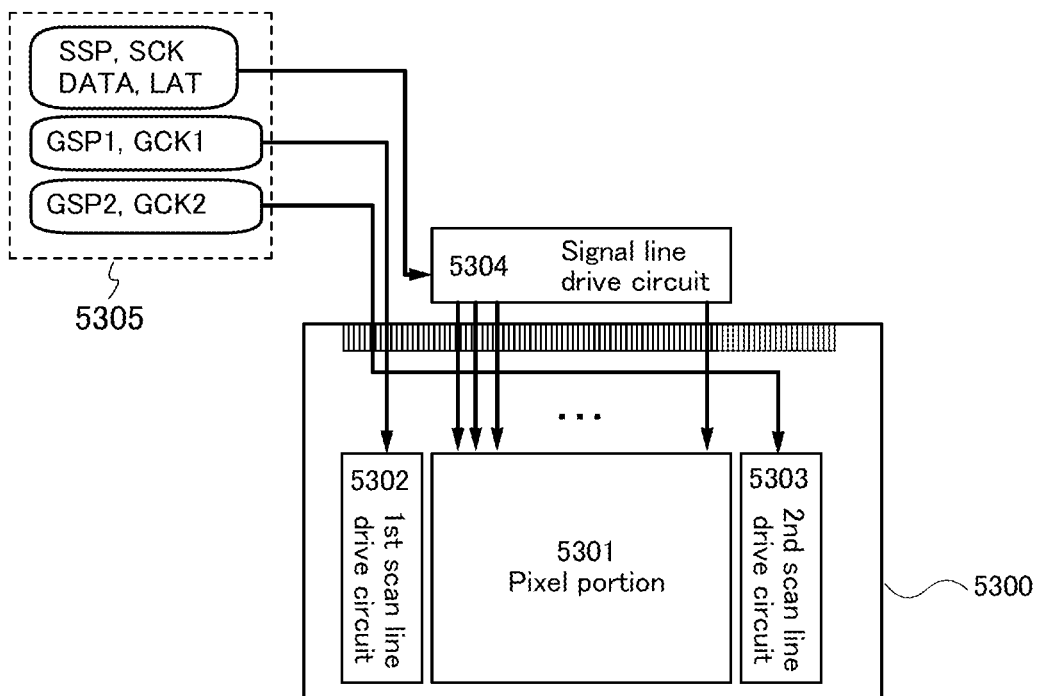 SSP, SCK
DATA, LAT
GSP1, GCK1
GSP2, GCK2
5305
5304
Signal line
drive circuit
...
5302
1st scan line
drive circuit
5301
Pixel portion
5303
2nd scan line
drive circuit
5300